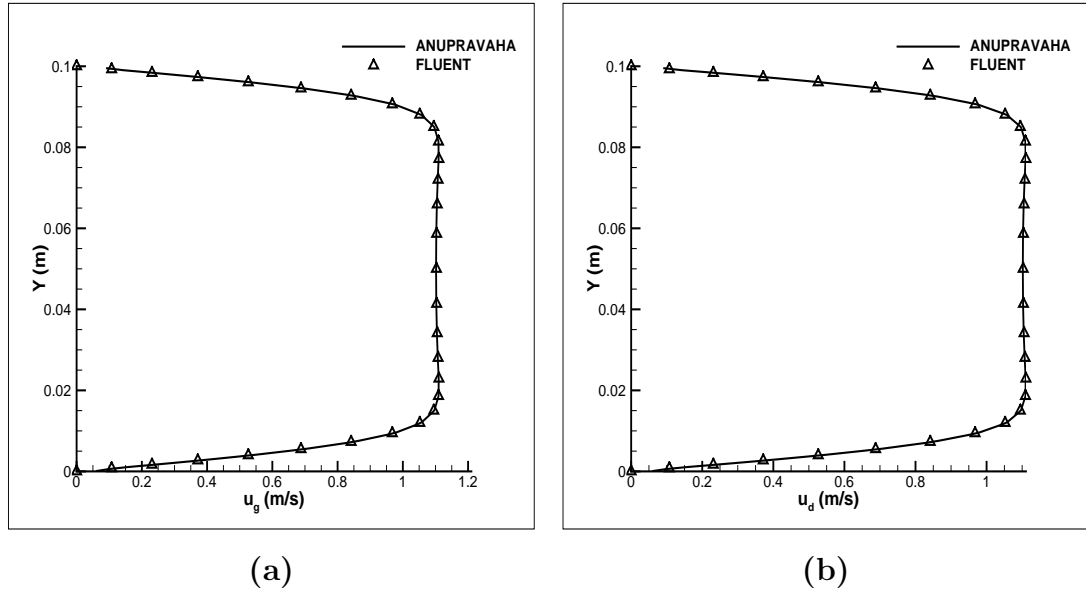 ANUPRAVAHA
FLUENT
Y (m)
0.1
0.08
0.06
0.04
0.02
0
0 0.2 0.4 0.6 0.8 1 1.2
u_g (m/s)
(a)
ANUPRAVAHA
FLUENT
Y (m)
0.1
0.08
0.06
0.04
0.02
0
0 0.2 0.4 0.6 0.8 1
u_d (m/s)
(b)